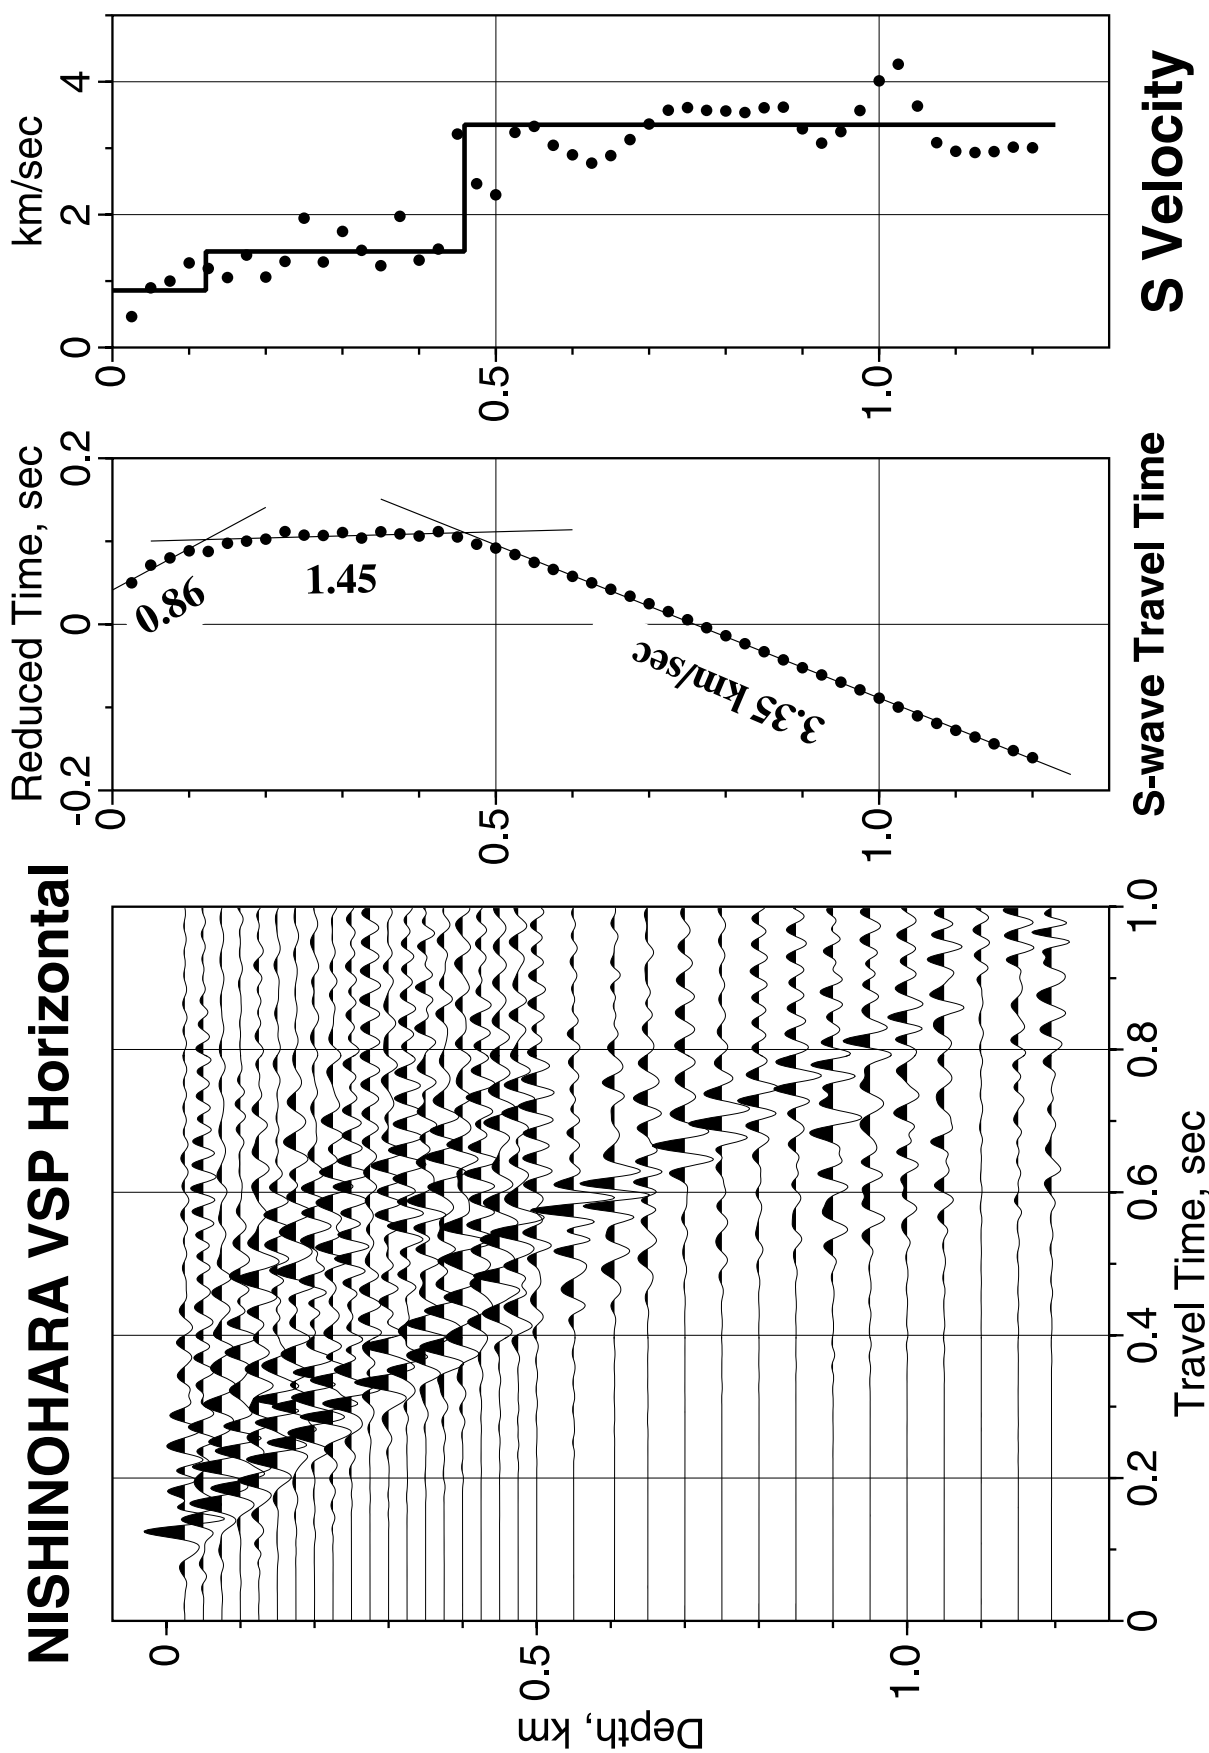 NISHINOHARA VSP Horizontal
Depth, km
0
0.5
1.0
0
0.2
0.4
0.6
0.8
1.0
Travel Time, sec
Reduced Time, sec
-0.2
0
0.2
0
0.5
1.0
0.86
1.45
3.35 km/sec
S-wave Travel Time
km/sec
0
2
4
0
0.5
1.0
S Velocity